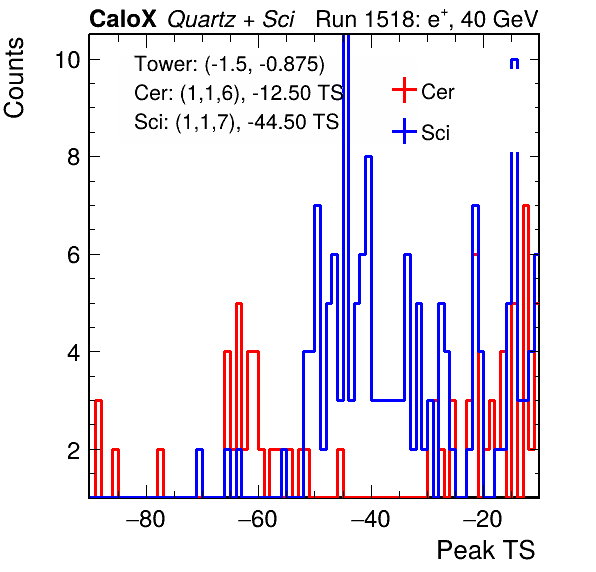 CaloX Quartz + Sci Run 1518: e+, 40 GeV
Counts
Tower: (-1.5, -0.875)
Cer: (1,1,6), -12.50 TS
Sci: (1,1,7), -44.50 TS
Cer
Sci
10
8
6
4
2
−80 −60 −40 −20
Peak TS